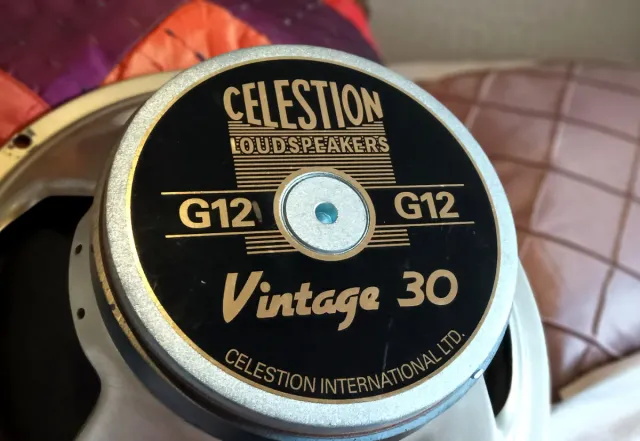 CELESTION
LOUDSPEAKERS
G12 G12
Vintage 30
CELESTION INTERNATIONAL LTD.